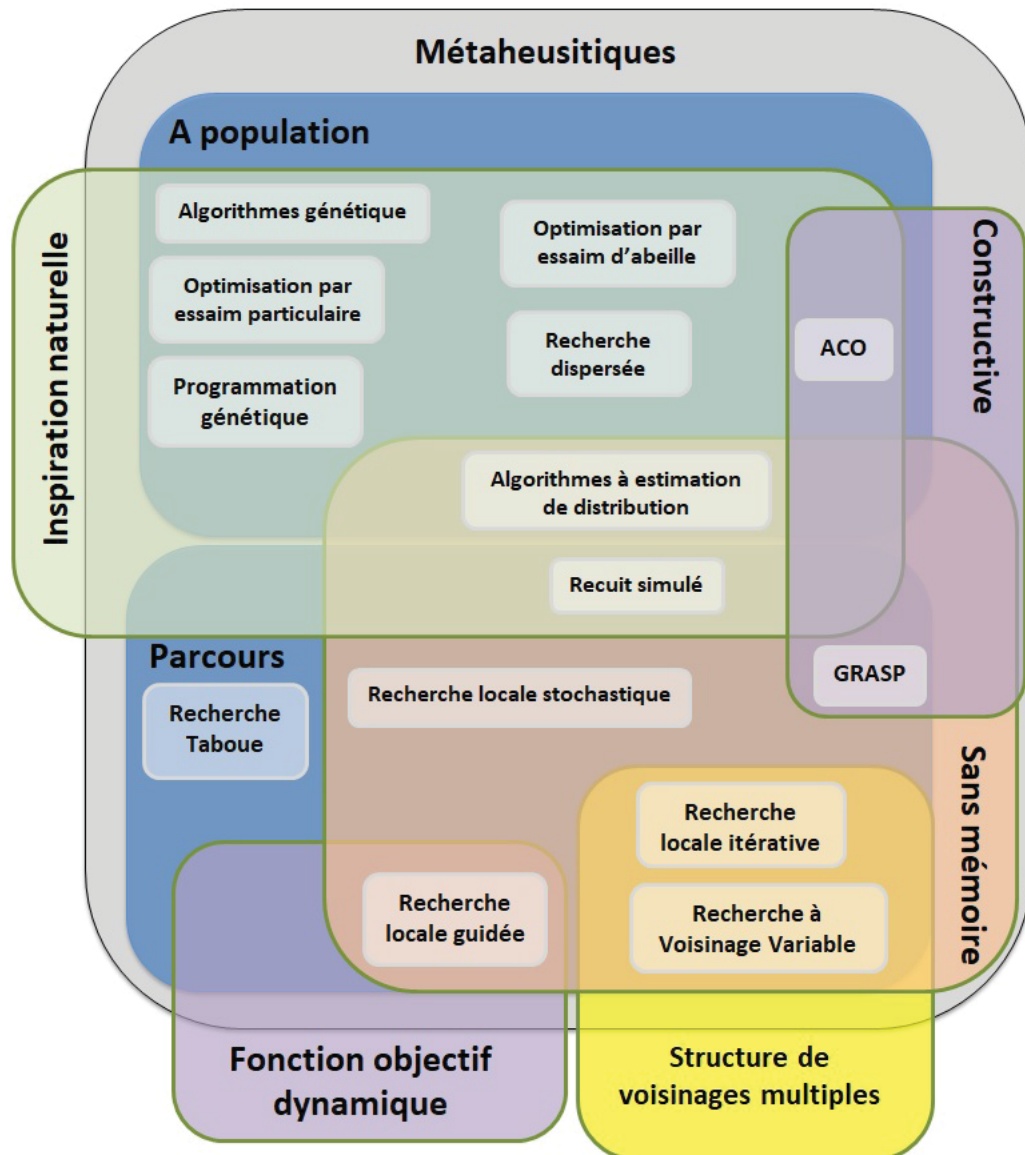 Métaheusitiques
A population
Algorithmes génétique
Optimisation par
essaim d'abeille
Optimisation par
essaim particulaire
Recherche
dispersée
ACO
Programmation
génétique
Inspiration naturelle
Constructive
Algorithmes à estimation
de distribution
Recuit simulé
Parcours
Recherche locale stochastique
GRASP
Recherche
Taboue
Sans mémoire
Recherche
locale itérative
Recherche
locale guidée
Recherche à
Voisinage Variable
Fonction objectif
dynamique
Structure de
voisinages multiples